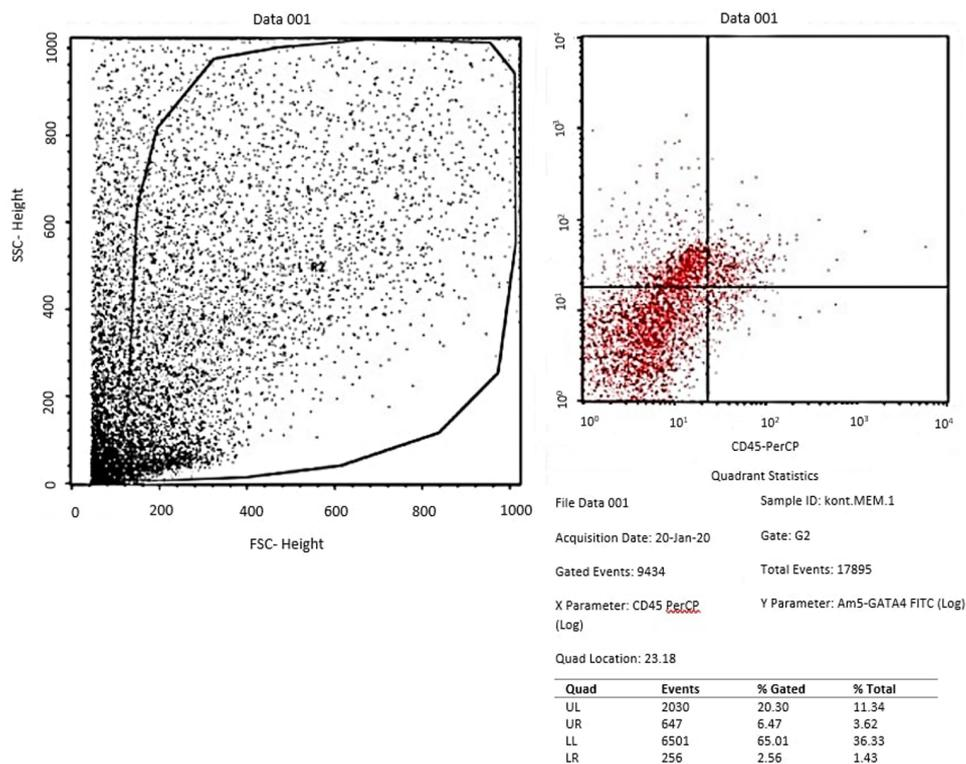 Data 001
1000
800
600
400
200
0
SSC- Height
R2
0 200 400 600 800 1000
FSC- Height
Data 001
10⁴
10³
10²
10¹
10⁰
10⁰ 10¹ 10² 10³ 10⁴
CD45-PerCP
Quadrant Statistics
File Data 001 Sample ID: kont.MEM.1
Acquisition Date: 20-Jan-20 Gate: G2
Gated Events: 9434 Total Events: 17895
X Parameter: CD45 PerCP Y Parameter: Am5-GATA4 FITC (Log)
(Log)
Quad Location: 23.18
Quad Events % Gated % Total
UL 2030 20.30 11.34
UR 647 6.47 3.62
LL 6501 65.01 36.33
LR 256 2.56 1.43